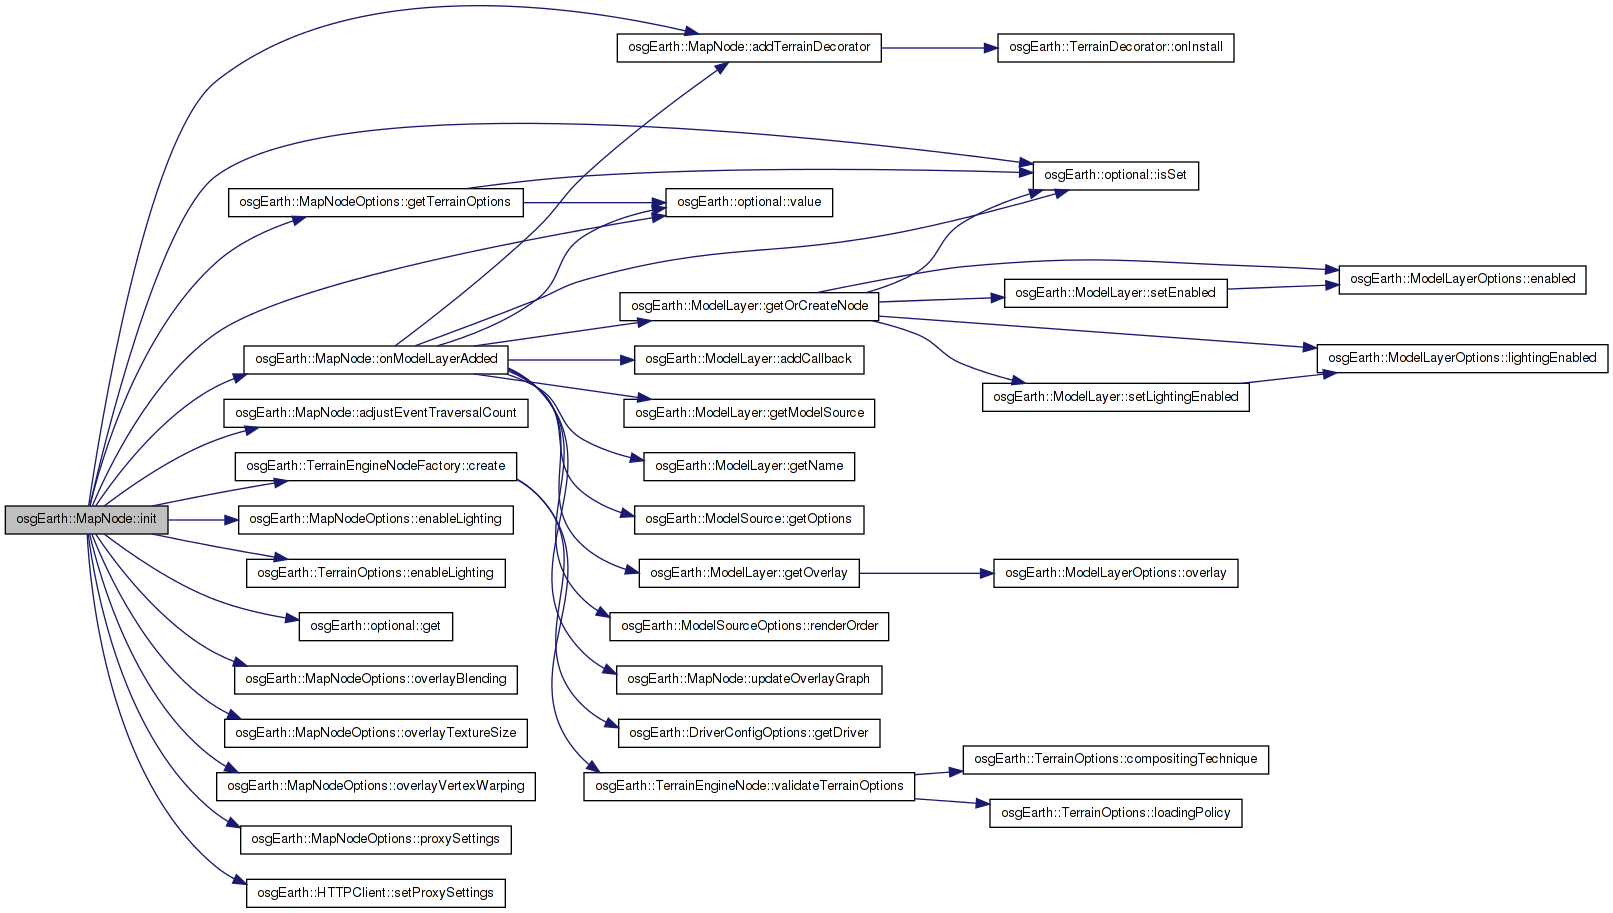 osgEarth::MapNode::addTerrainDecorator
osgEarth::TerrainDecorator::onInstall
osgEarth::optional::isSet
osgEarth::MapNodeOptions::getTerrainOptions
osgEarth::optional::value
osgEarth::ModelLayerOptions::enabled
osgEarth::ModelLayer::setEnabled
osgEarth::ModelLayer::getOrCreateNode
osgEarth::MapNode::onModelLayerAdded
osgEarth::ModelLayer::addCallback
osgEarth::ModelLayerOptions::lightingEnabled
osgEarth::ModelLayer::setLightingEnabled
osgEarth::MapNode::adjustEventTraversalCount
osgEarth::ModelLayer::getModelSource
osgEarth::TerrainEngineNodeFactory::create
osgEarth::ModelLayer::getName
osgEarth::MapNode::init
osgEarth::MapNodeOptions::enableLighting
osgEarth::ModelSource::getOptions
osgEarth::TerrainOptions::enableLighting
osgEarth::ModelLayer::getOverlay
osgEarth::ModelLayerOptions::overlay
osgEarth::optional::get
osgEarth::ModelSourceOptions::renderOrder
osgEarth::MapNodeOptions::overlayBlending
osgEarth::MapNode::updateOverlayGraph
osgEarth::MapNodeOptions::overlayTextureSize
osgEarth::DriverConfigOptions::getDriver
osgEarth::TerrainOptions::compositingTechnique
osgEarth::MapNodeOptions::overlayVertexWarping
osgEarth::TerrainEngineNode::validateTerrainOptions
osgEarth::TerrainOptions::loadingPolicy
osgEarth::MapNodeOptions::proxySettings
osgEarth::HTTPClient::setProxySettings